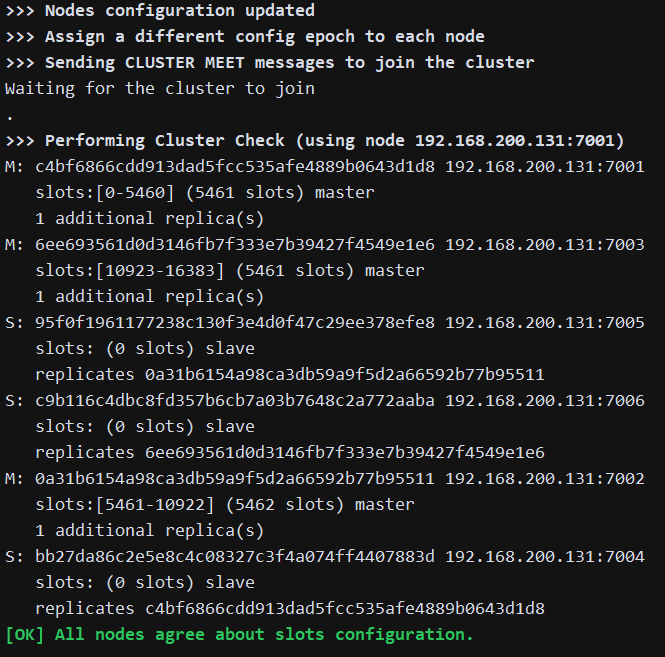 >>> Nodes configuration updated
>>> Assign a different config epoch to each node
>>> Sending CLUSTER MEET messages to join the cluster
Waiting for the cluster to join
.
>>> Performing Cluster Check (using node 192.168.200.131:7001)
M: c4bf6866cdd913dad5fcc535afe4889b0643d1d8 192.168.200.131:7001
   slots:[0-5460] (5461 slots) master
   1 additional replica(s)
M: 6ee693561d0d3146fb7f333e7b39427f4549e1e6 192.168.200.131:7003
   slots:[10923-16383] (5461 slots) master
   1 additional replica(s)
S: 95f0f1961177238c130f3e4d0f47c29ee378efe8 192.168.200.131:7005
   slots: (0 slots) slave
   replicates 0a31b6154a98ca3db59a9f5d2a66592b77b95511
S: c9b116c4dbc8fd357b6cb7a03b7648c2a772aaba 192.168.200.131:7006
   slots: (0 slots) slave
   replicates 6ee693561d0d3146fb7f333e7b39427f4549e1e6
M: 0a31b6154a98ca3db59a9f5d2a66592b77b95511 192.168.200.131:7002
   slots:[5461-10922] (5462 slots) master
   1 additional replica(s)
S: bb27da86c2e5e8c4c08327c3f4a074ff4407883d 192.168.200.131:7004
   slots: (0 slots) slave
   replicates c4bf6866cdd913dad5fcc535afe4889b0643d1d8
[OK] All nodes agree about slots configuration.